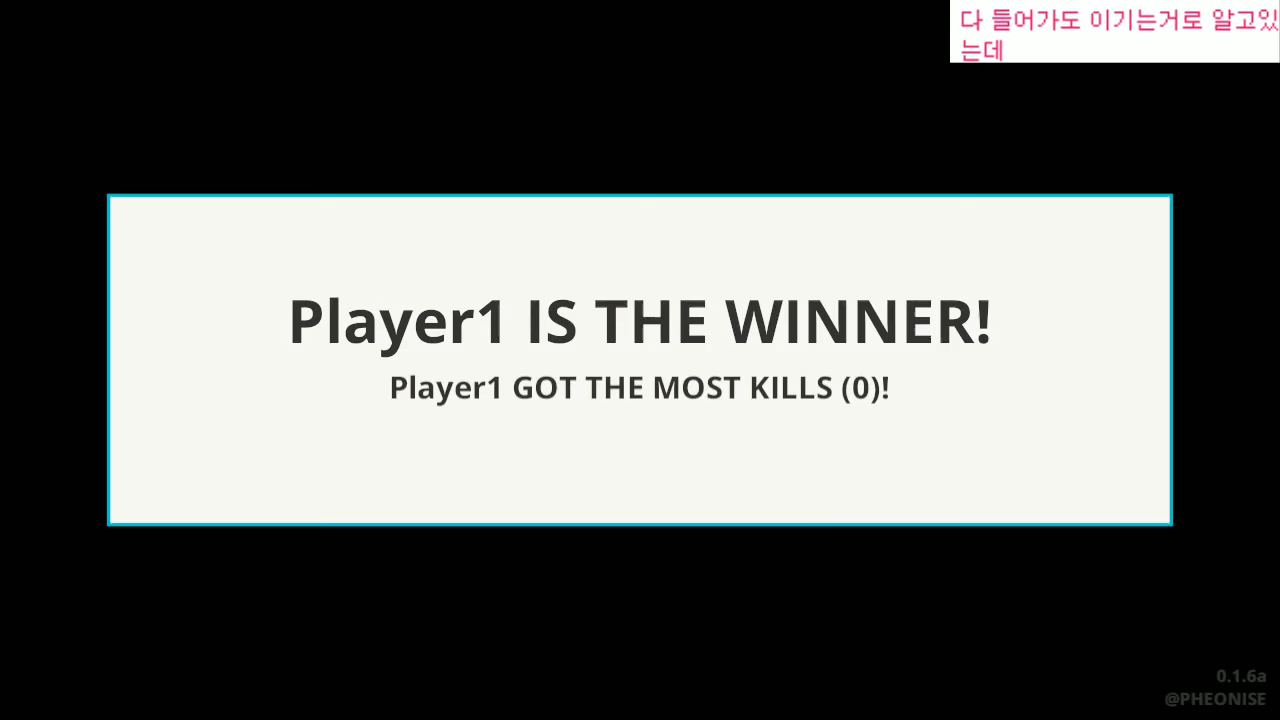 다 들어가도 이기는거로 알고있
는데
Player1 IS THE WINNER!
Player1 GOT THE MOST KILLS (0)!
0.1.6a
@PHEONISE